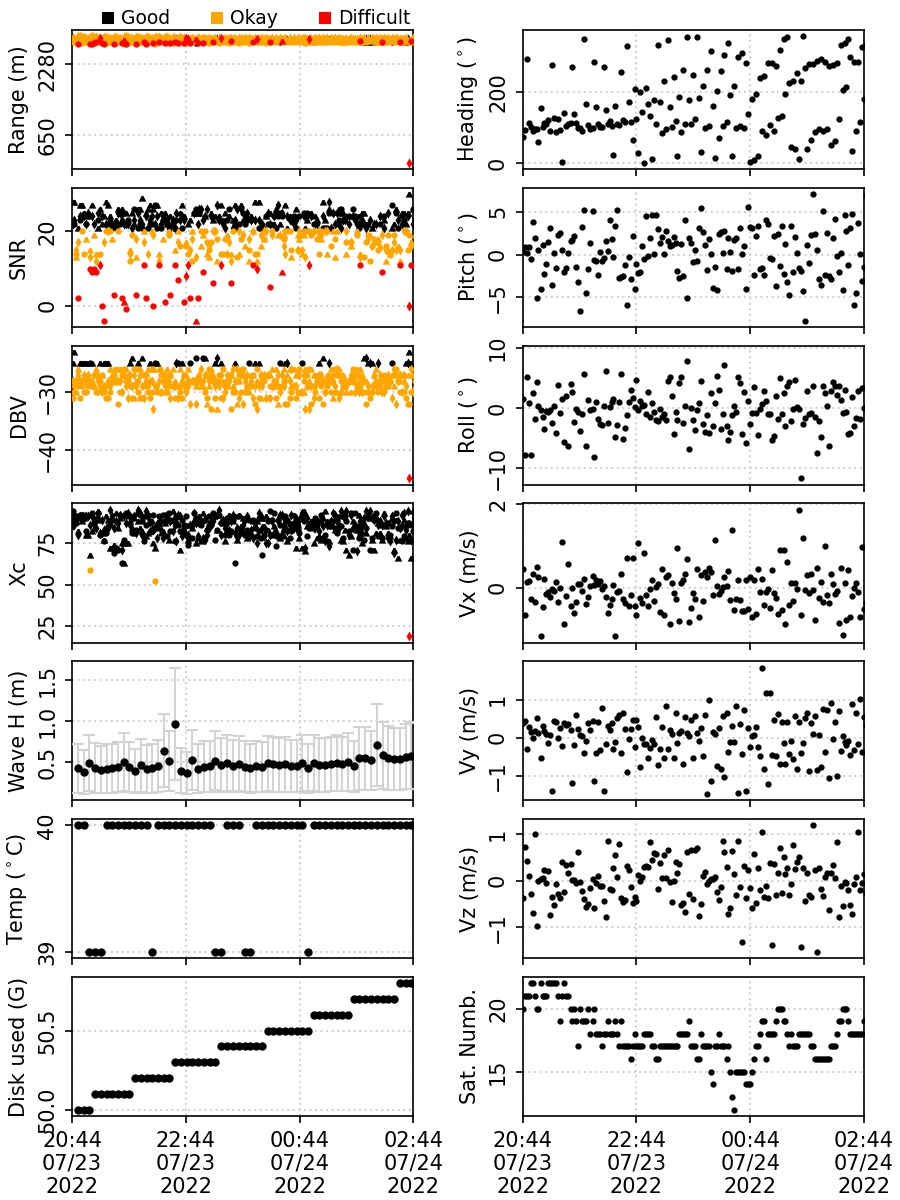 Good Okay Difficult
Range (m)
2280
650
Heading (°)
200
0
SNR
20
0
Pitch (°)
5
0
−5
DBV
−30
−40
Roll (°)
10
0
−10
Xc
75
50
25
Vx (m/s)
2
0
Wave H (m)
1.5
1.0
0.5
Vy (m/s)
1
0
−1
Temp (°C)
40
39
Vz (m/s)
1
0
−1
Disk used (G)
50.5
50.0
Sat. Numb.
20
15
20:44 22:44 00:44 02:44
07/23 07/23 07/24 07/24
2022 2022 2022 2022
20:44 22:44 00:44 02:44
07/23 07/23 07/24 07/24
2022 2022 2022 2022